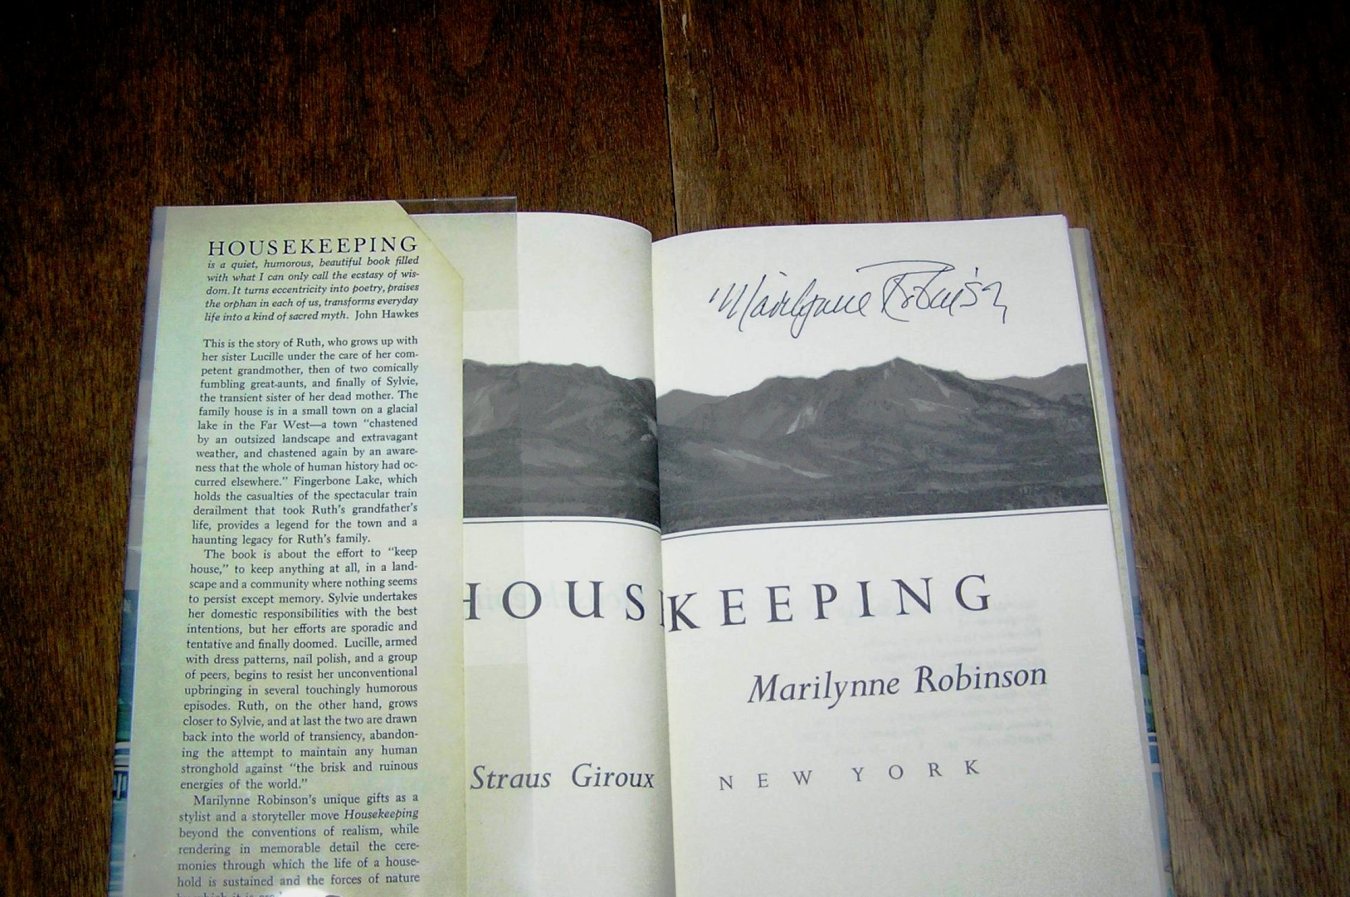 HOUSEKEEPING
is a quiet, humorous, beautiful book filled
with what I can only call the ecstasy of wis-
dom. It turns eccentricity into poetry, praises
the orphan in each of us, transforms everyday
life into a kind of sacred myth. John Hawkes
This is the story of Ruth, who grows up with
her sister Lucille under the care of her com-
petent grandmother, then of two comically
fumbling great-aunts, and finally of Sylvie,
the transient sister of her dead mother. The
family house is in a small town on a glacial
lake in the Far West—a town "chastened
by an outsized landscape and extravagant
weather, and chastened again by an aware-
ness that the whole of human history had oc-
curred elsewhere." Fingerbone Lake, which
holds the casualties of the spectacular train
derailment that took Ruth's grandfather's
life, provides a legend for the town and a
haunting legacy for Ruth's family.
The book is about the effort to "keep
house," to keep anything at all, in a land-
scape and a community where nothing seems
to persist except memory. Sylvie undertakes
her domestic responsibilities with the best
intentions, but her efforts are sporadic and
tentative and finally doomed. Lucille, armed
with dress patterns, nail polish, and a group
of peers, begins to resist her unconventional
upbringing in several touchingly humorous
episodes. Ruth, on the other hand, grows
closer to Sylvie, and at last the two are drawn
back into the world of transiency, abandon-
ing the attempt to maintain any human
stronghold against "the brisk and ruinous
energies of the world."
Marilynne Robinson's unique gifts as a
stylist and a storyteller move Housekeeping
beyond the conventions of realism, while
rendering in memorable detail the cere-
monies through which the life of a house-
hold is sustained and the forces of nature
Marilynne Robinson
HOUSEKEEPING
Marilynne Robinson
Straus Giroux NEW YORK